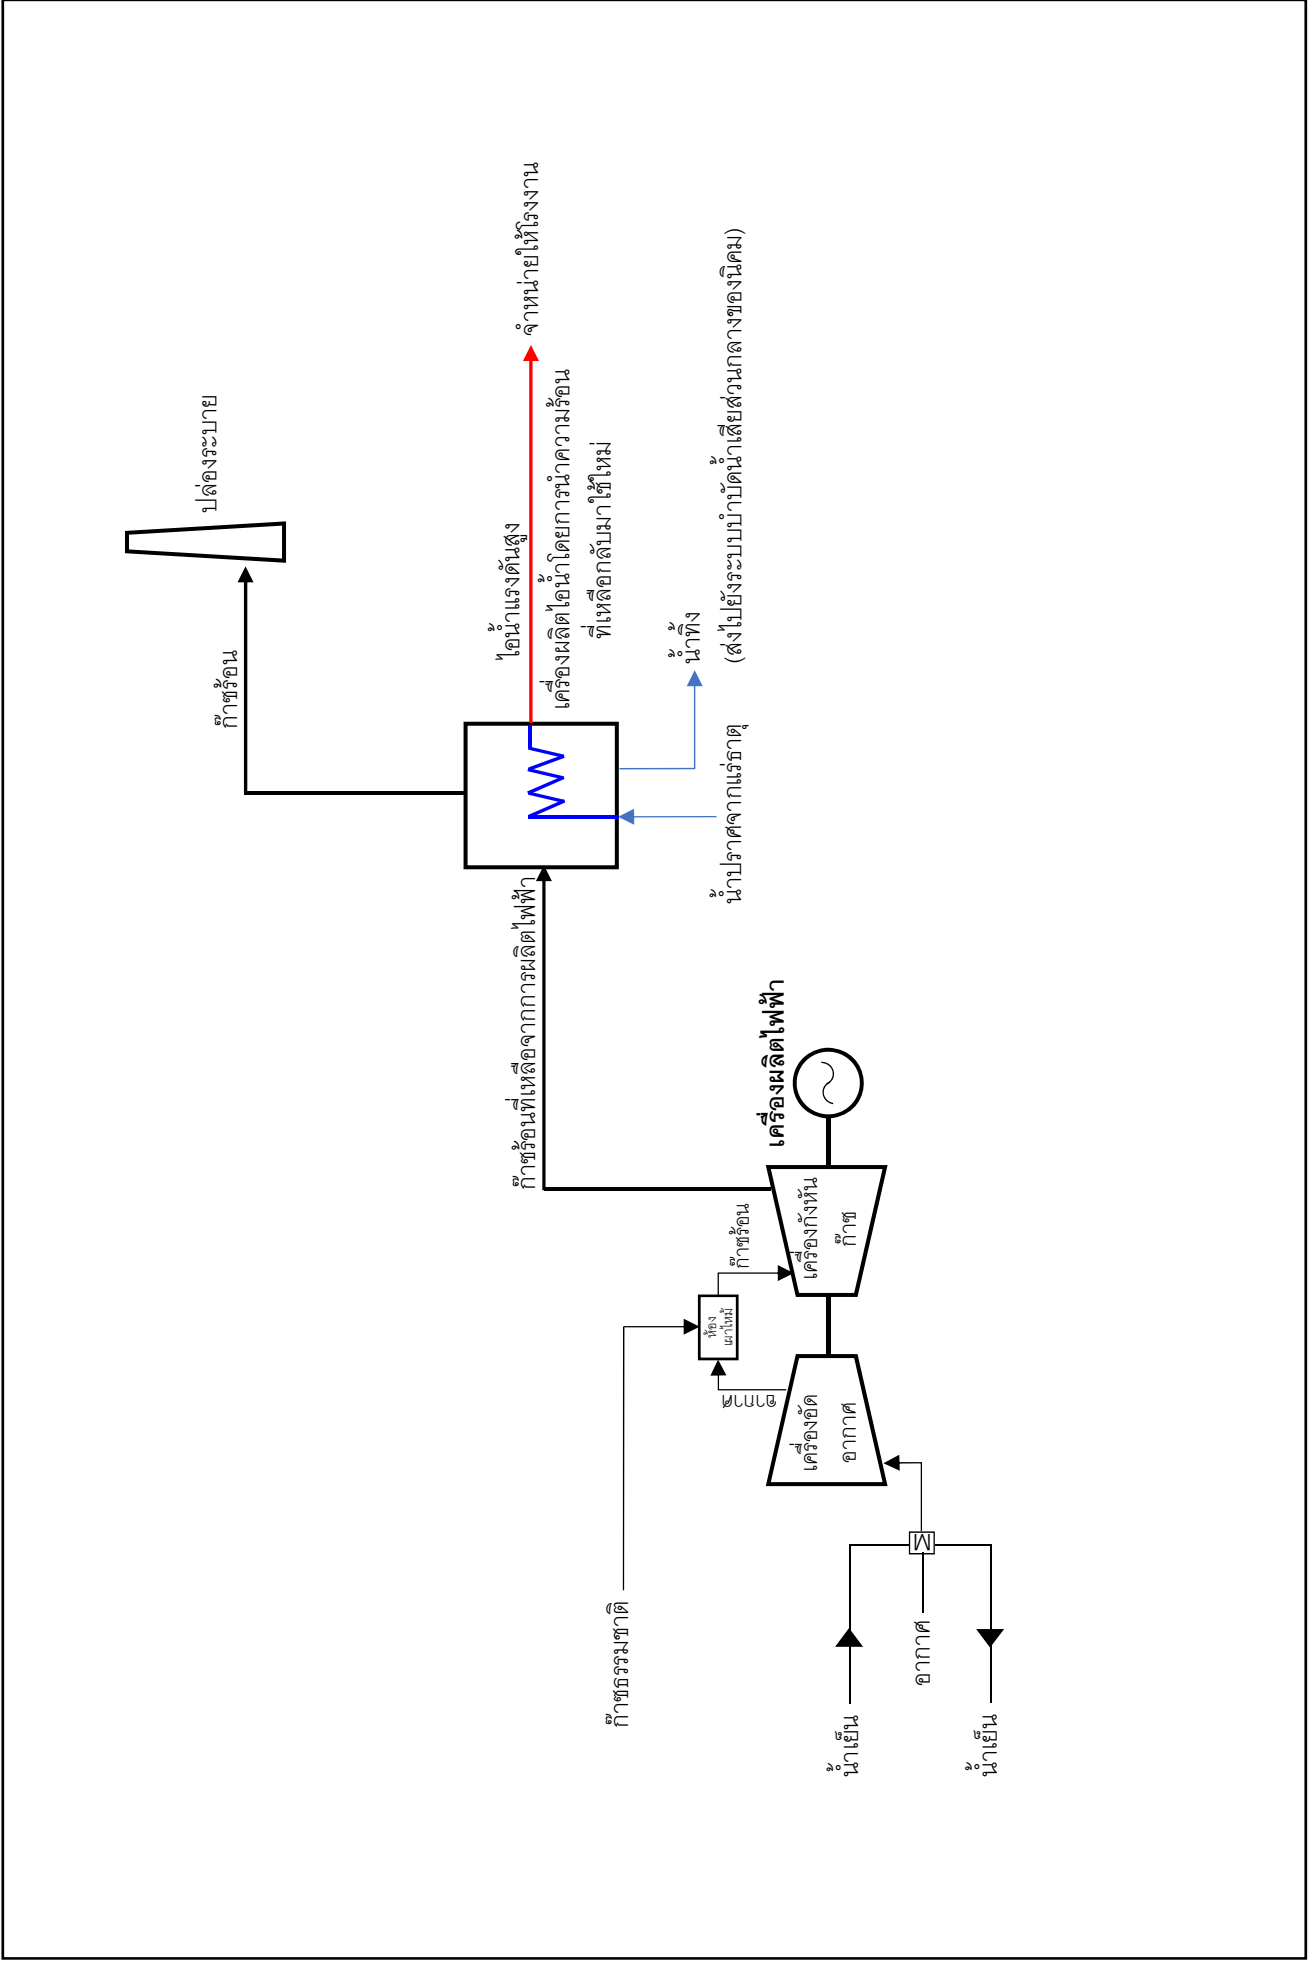 ปล่องระบาย
ก๊าซร้อน
จำหน่ายให้โรงงาน
ไอน้ำแรงดันสูง
เครื่องผลิตไอน้ำโดยการนำความร้อน
ที่เหลือกลับมาใช้ใหม่
น้ำทิ้ง
(ส่งไปยังระบบบำบัดน้ำเสียส่วนกลางของนิคม)
น้ำปราศจากแร่ธาตุ
ก๊าซร้อนที่เหลือจากการผลิตไฟฟ้า
เครื่องผลิตไฟฟ้า
ก๊าซร้อน
เครื่องกังหัน
ก๊าซ
ห้อง
เผาไหม้
อากาศ
เครื่องอัด
อากาศ
ก๊าซธรรมชาติ
M
อากาศ
น้ำเย็น
น้ำเย็น